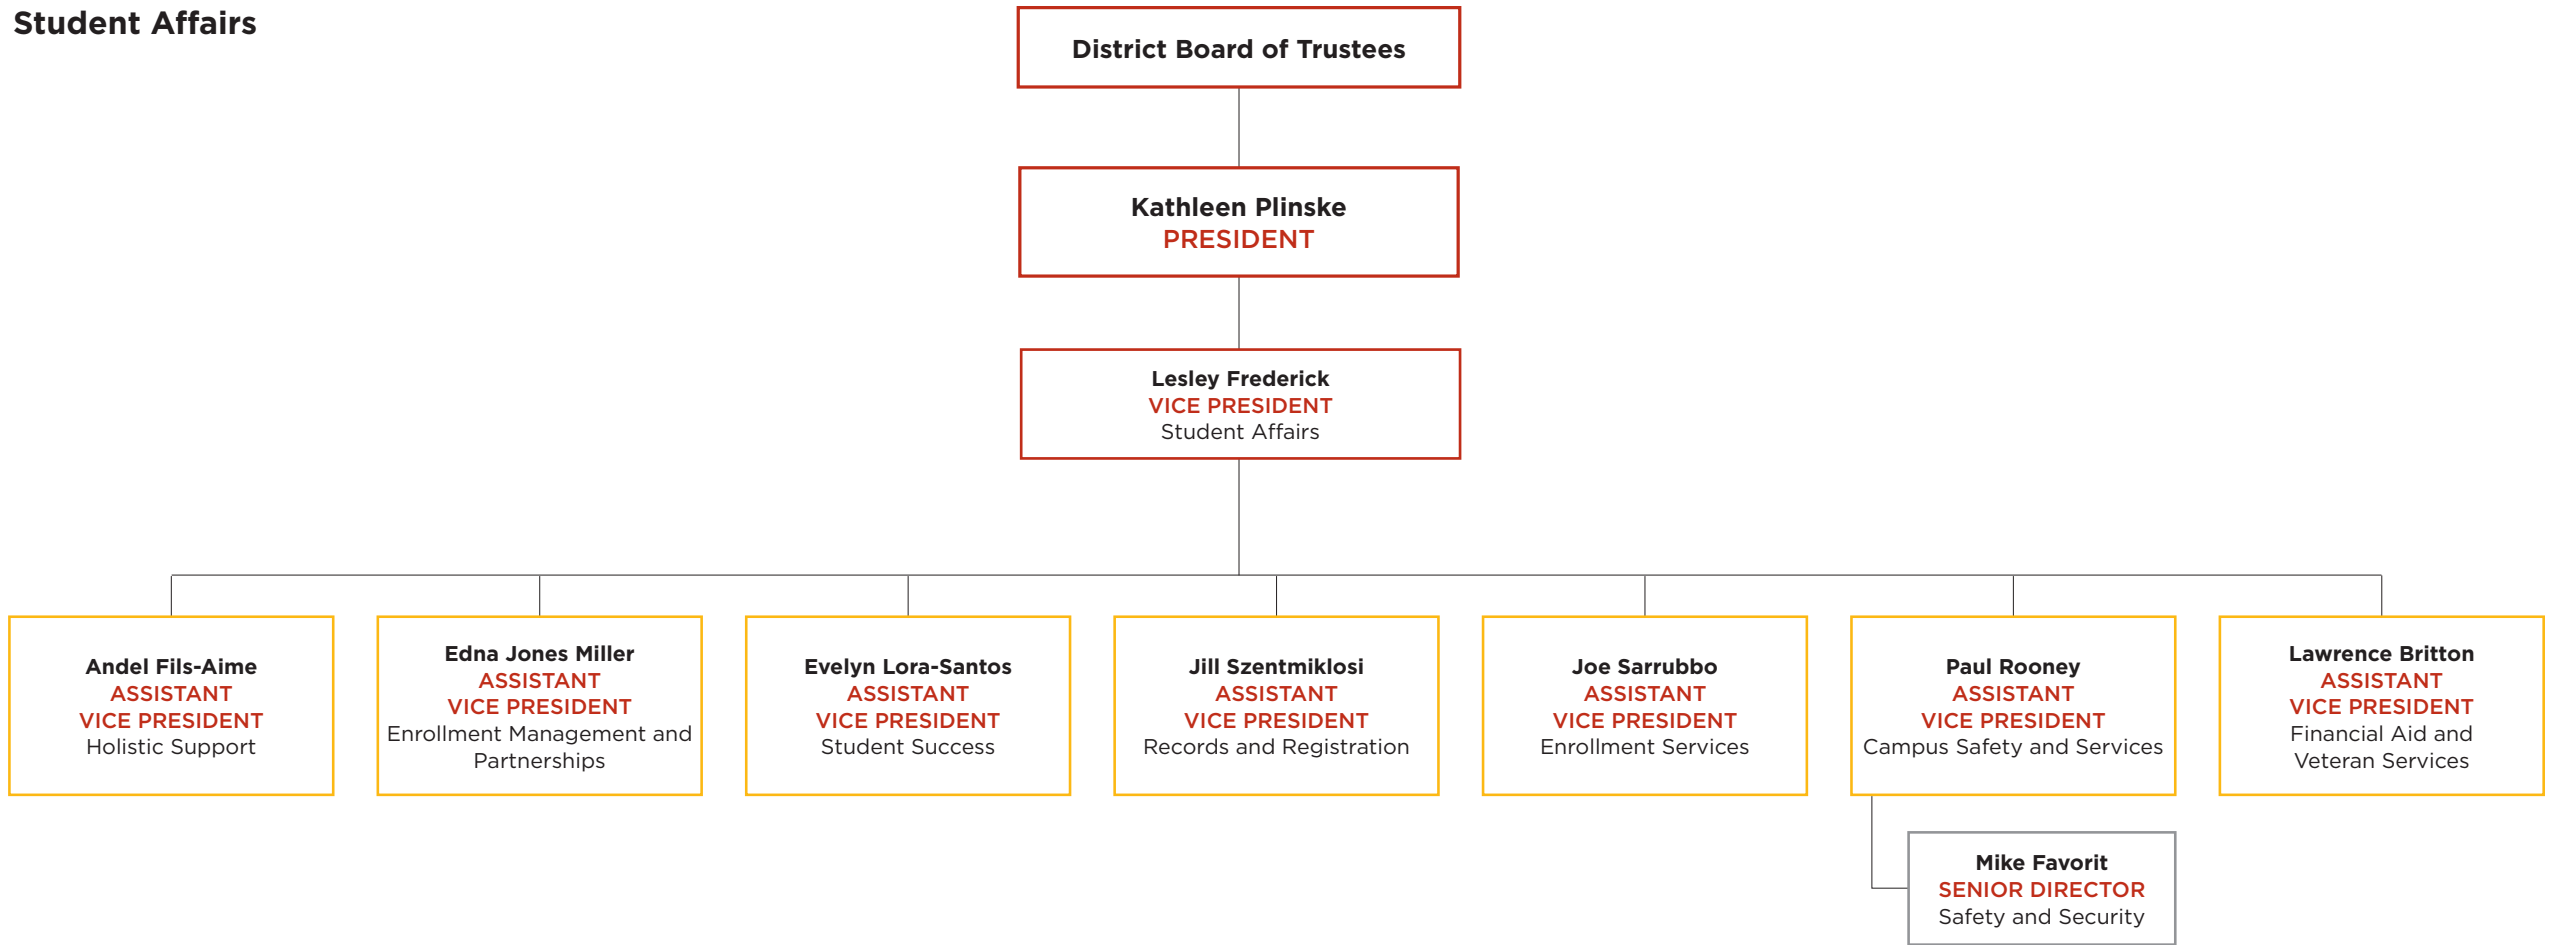 Student Affairs
District Board of Trustees
Kathleen Plinske
PRESIDENT
Lesley Frederick
VICE PRESIDENT
Student Affairs
Andel Fils-Aime
ASSISTANT
VICE PRESIDENT
Holistic Support
Edna Jones Miller
ASSISTANT
VICE PRESIDENT
Enrollment Management and
Partnerships
Evelyn Lora-Santos
ASSISTANT
VICE PRESIDENT
Student Success
Jill Szentmiklosi
ASSISTANT
VICE PRESIDENT
Records and Registration
Joe Sarrubbo
ASSISTANT
VICE PRESIDENT
Enrollment Services
Paul Rooney
ASSISTANT
VICE PRESIDENT
Campus Safety and Services
Lawrence Britton
ASSISTANT
VICE PRESIDENT
Financial Aid and
Veteran Services
Mike Favorit
SENIOR DIRECTOR
Safety and Security